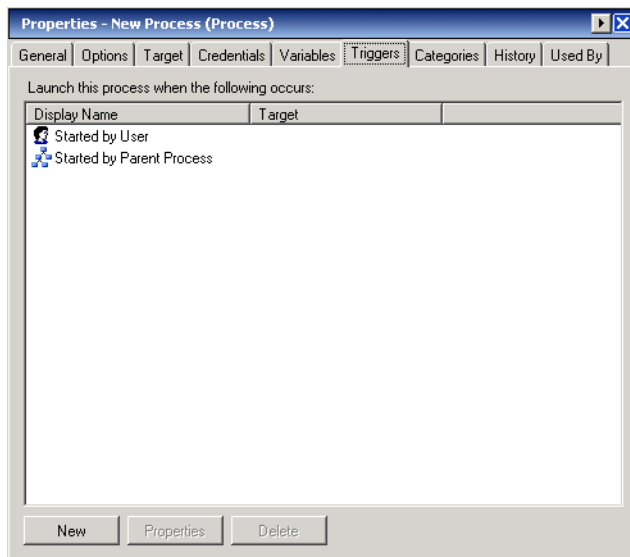 Properties - New Process (Process)
General Options Target Credentials Variables Triggers Categories History Used By
Launch this process when the following occurs:
Display Name Target
Started by User
Started by Parent Process
New Properties Delete